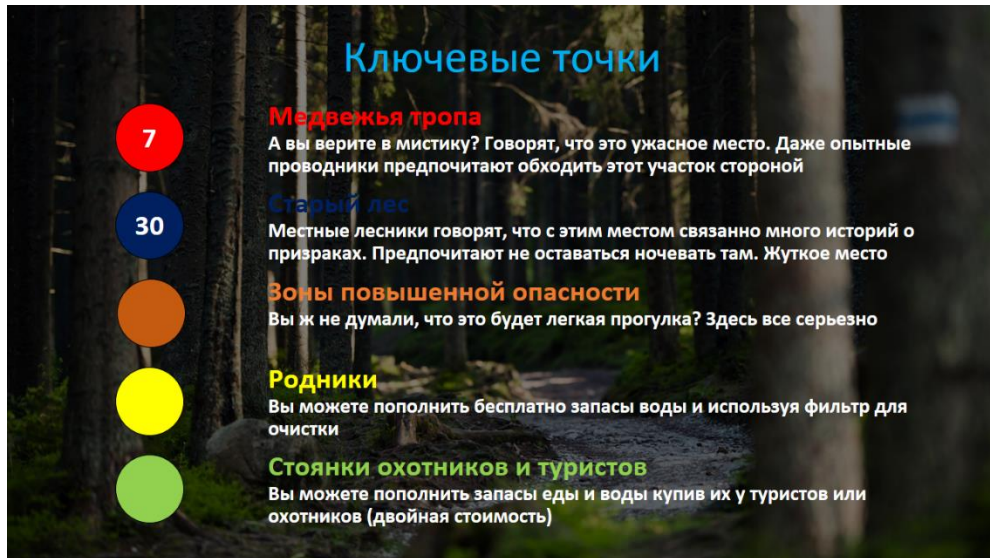 Ключевые точки
7
Медвежья тропа
А вы верите в мистику? Говорят, что это ужасное место. Даже опытные
проводники предпочитают обходить этот участок стороной
30
Старый лес
Местные лесники говорят, что с этим местом связанно много историй о
призраках. Предпочитают не оставаться ночевать там. Жуткое место
Зоны повышенной опасности
Вы ж не думали, что это будет легкая прогулка? Здесь все серьезно
Родники
Вы можете пополнить бесплатно запасы воды и используя фильтр для
очистки
Стоянки охотников и туристов
Вы можете пополнить запасы еды и воды купив их у туристов или
охотников (двойная стоимость)